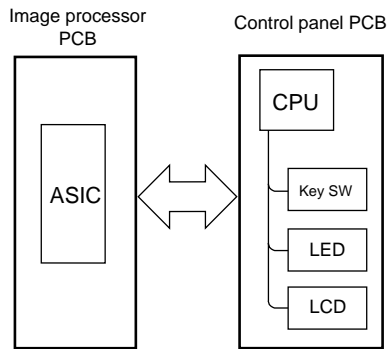 Image processor
PCB
Control panel PCB
CPU
ASIC
Key SW
LED
LCD